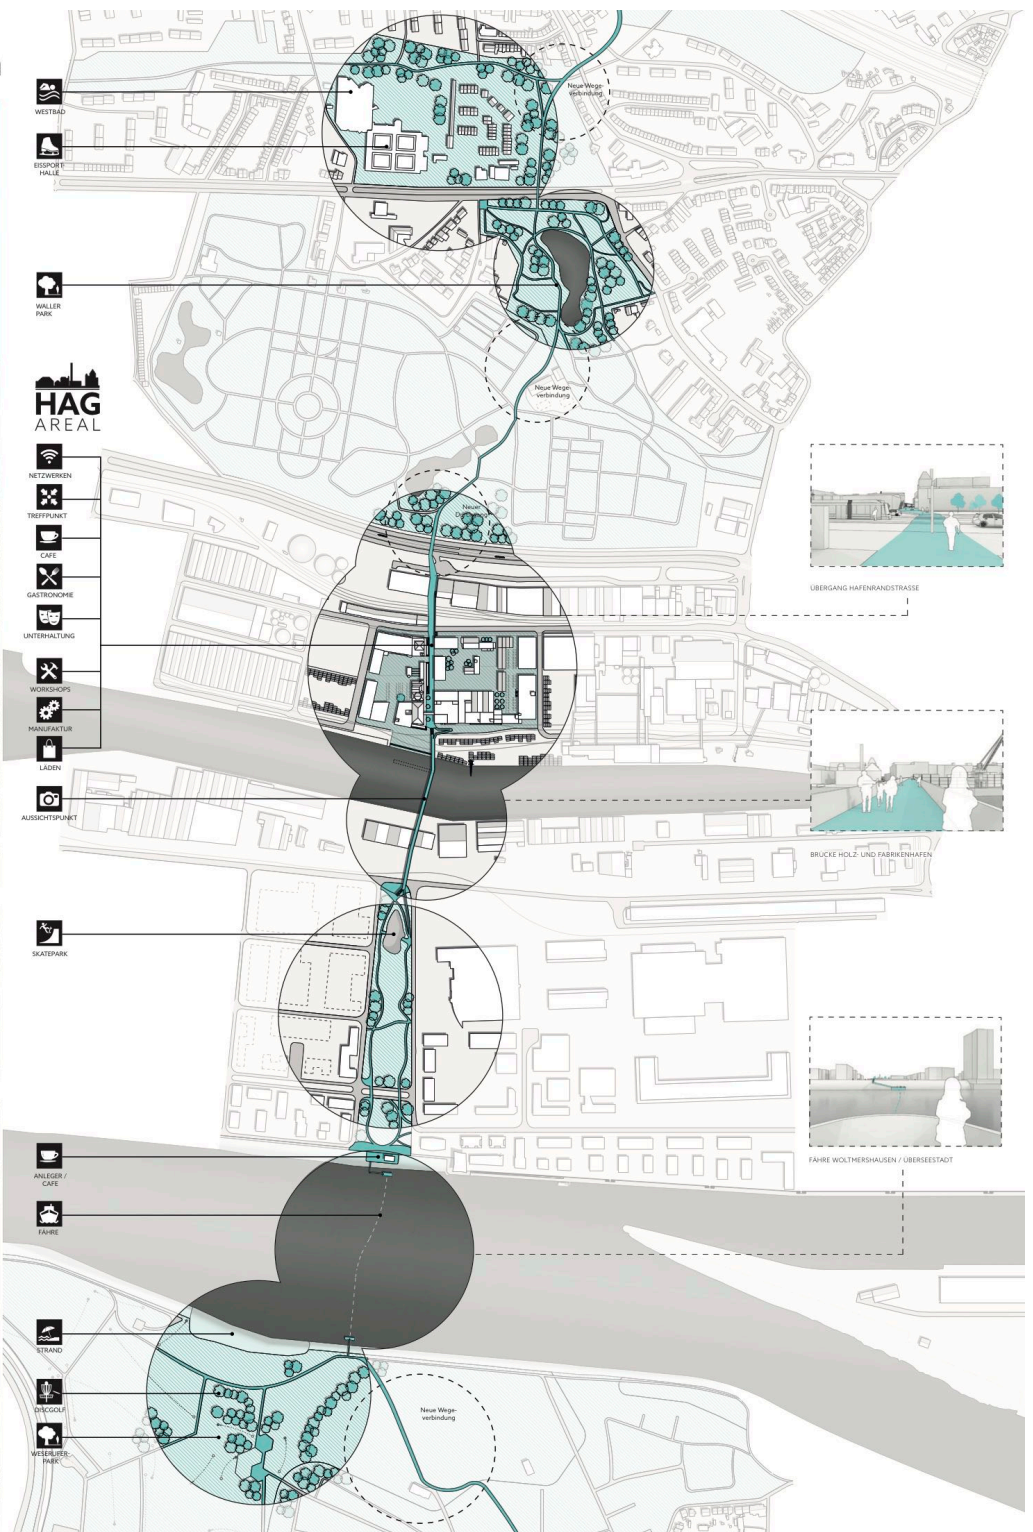 WESTBAD
EISSPORT-
HALLE
Neue Wege-
verbindung
WALLER
PARK
HAG
AREAL
Neue Wege-
verbindung
NETZWERKEN
TREFFPUNKT
CAFE
GASTRONOMIE
UNTERHALTUNG
WORKSHOPS
MANUFAKTUR
LADEN
AUSSICHTSPUNKT
Neuer
ÜBERGANG HAFENRANDSTRASSE
BRÜCKE HOLZ- UND FABRIKENHAFEN
SKATEPARK
ANLEGER /
CAFE
FÄHRE
FÄHRE WOLTMERSHAUSEN / ÜBERSEESTADT
STRAND
DISCGOLF
WESERUFER-
PARK
Neue Wege-
verbindung